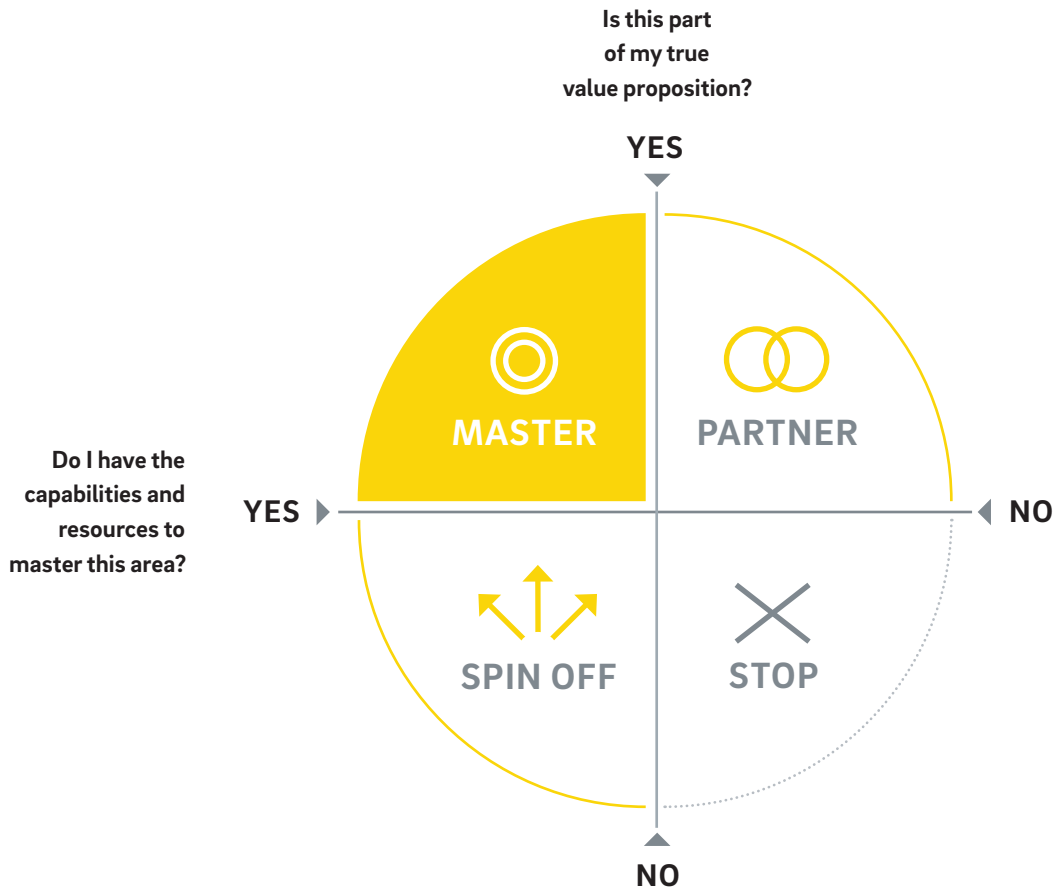 Is this part
of my true
value proposition?
YES
MASTER
PARTNER
Do I have the
capabilities and
resources to
master this area?
YES
NO
SPIN OFF
STOP
NO